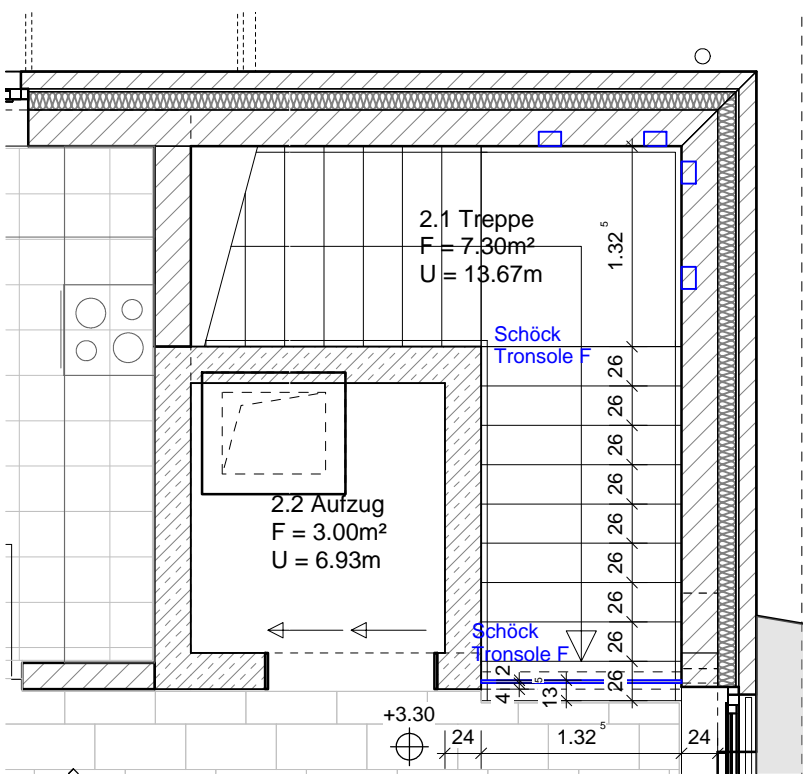 2.1 Treppe
F = 7.30m²
U = 13.67m
1.32⁵
Schöck
Tronsole F
26
26
26
26
26
26
26
26
26
2.2 Aufzug
F = 3.00m²
U = 6.93m
Schöck
Tronsole F
2
4
5
13
+3.30
24
1.32⁵
24